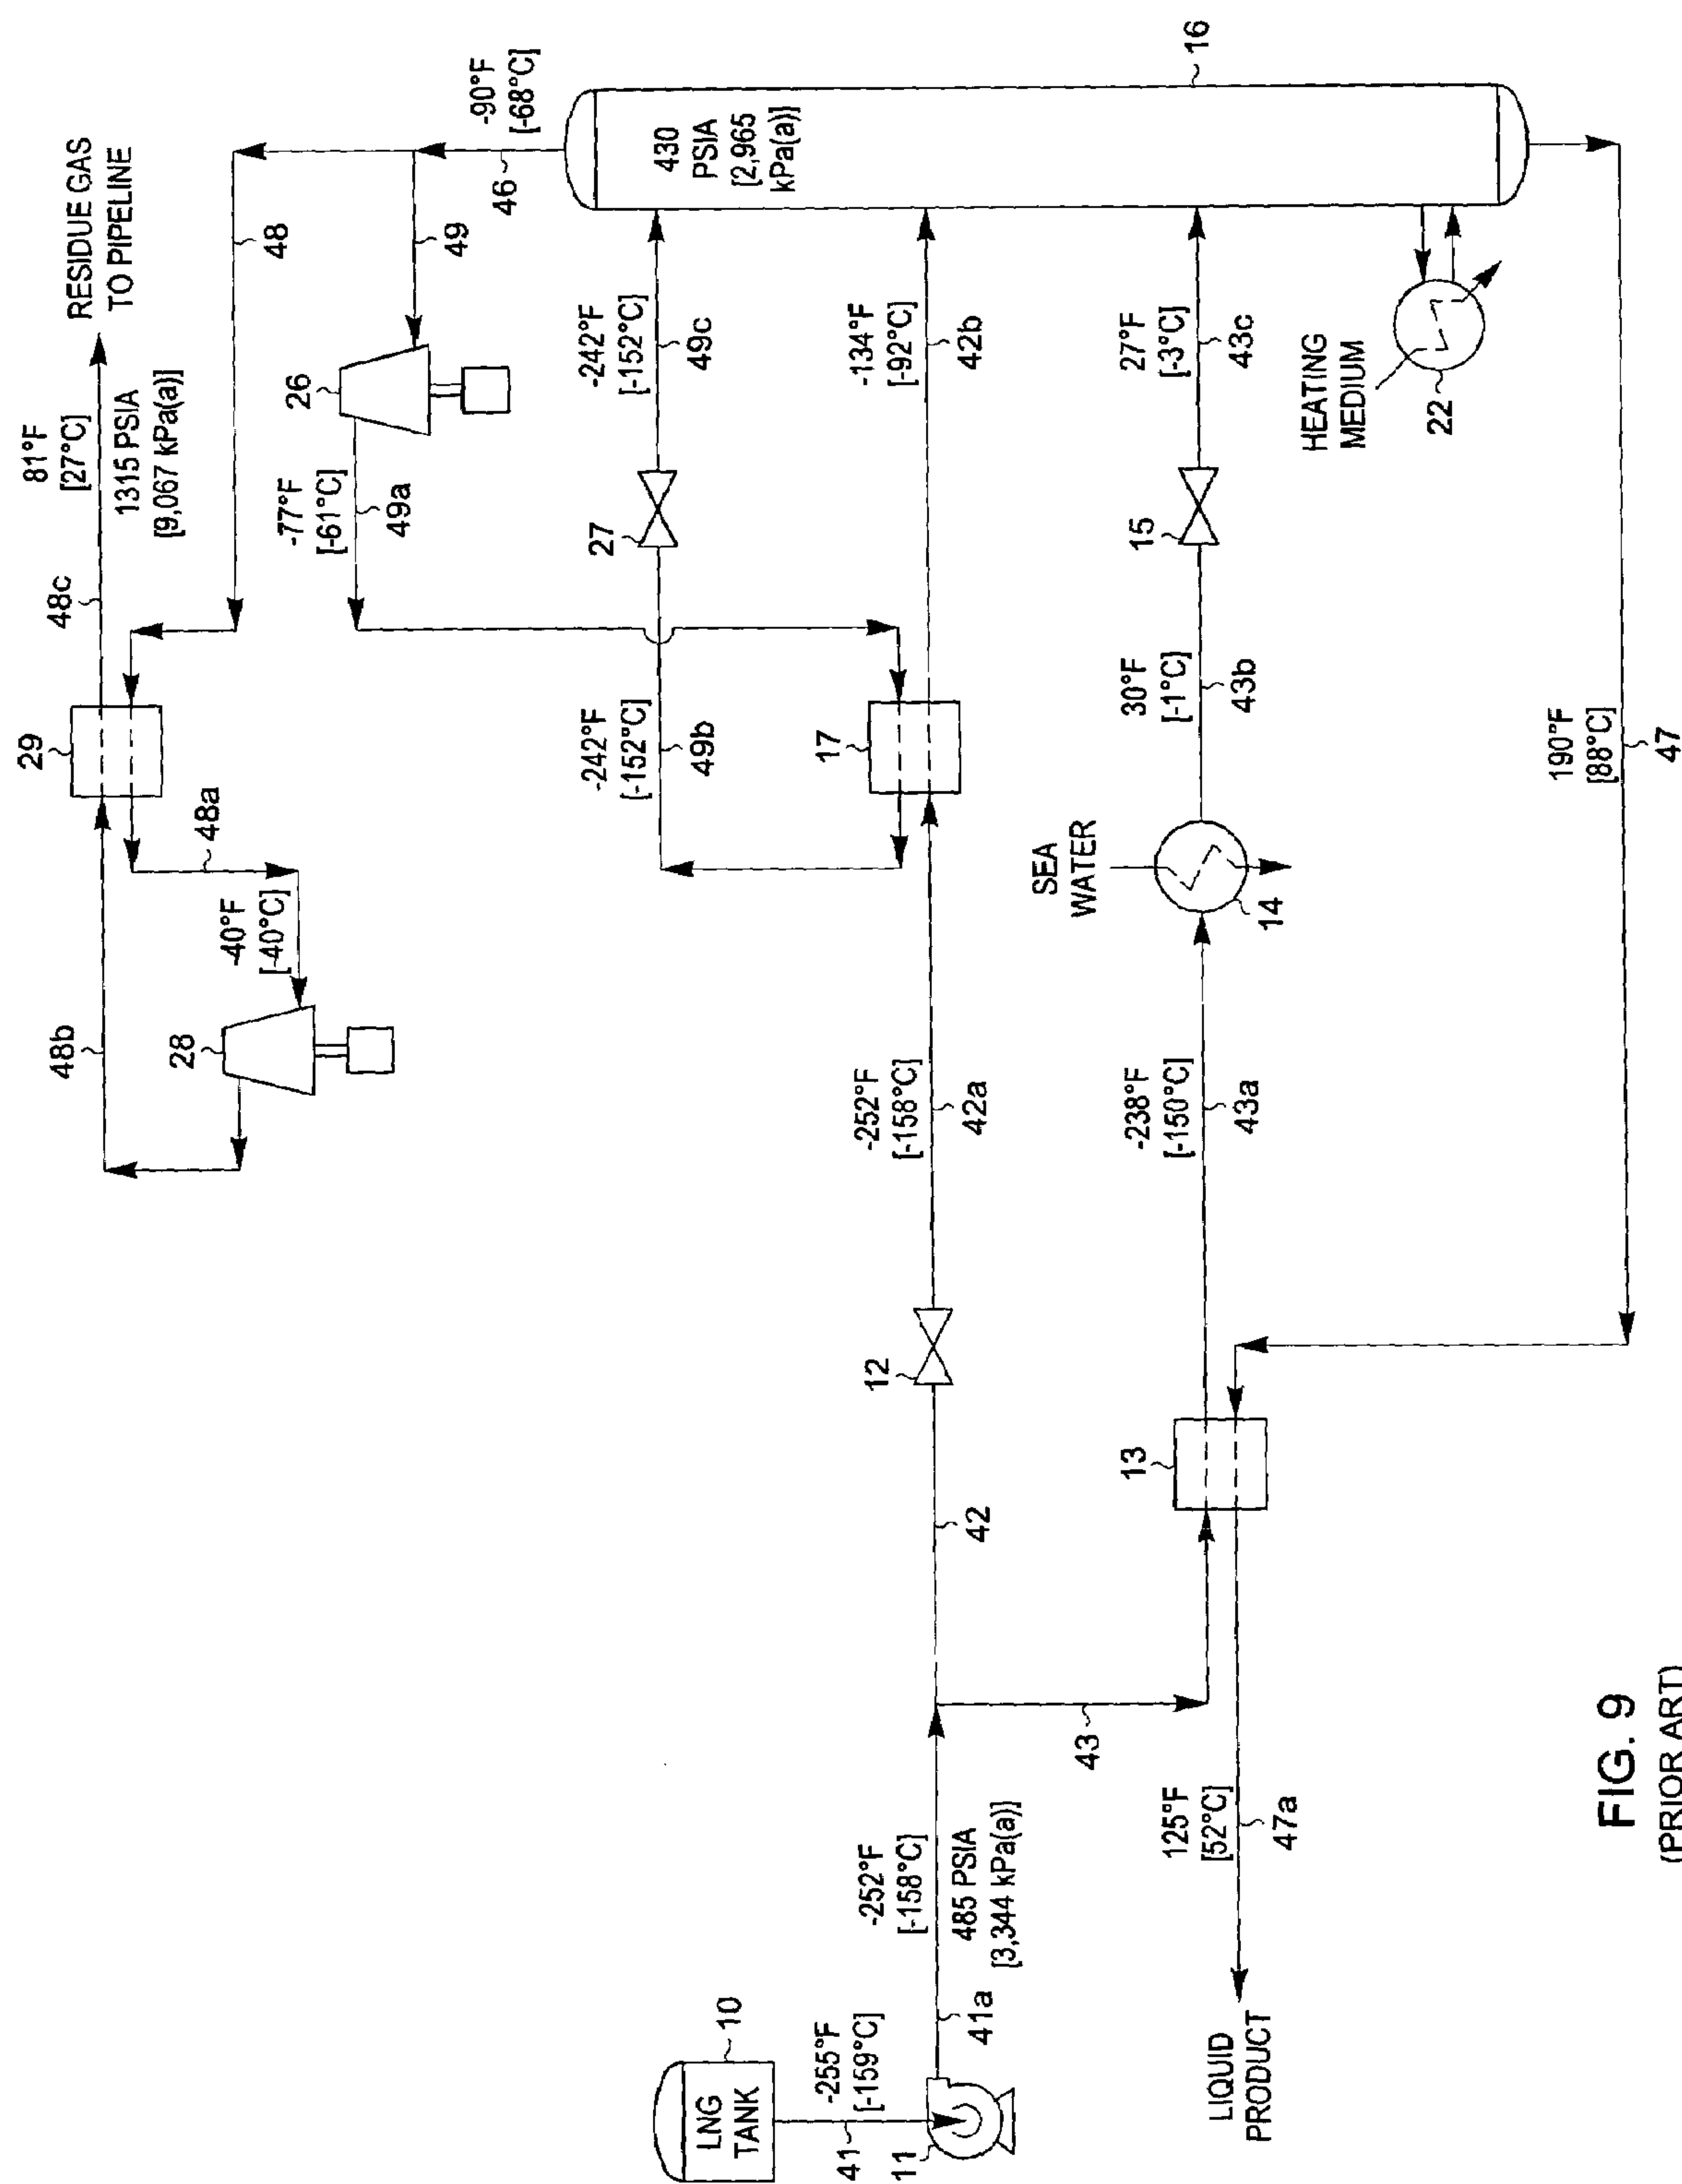 81°F
[27°C]
1315 PSIA
[9,067 kPa(a)]
RESIDUE GAS
TO PIPELINE
48c
29
48
48a
-40°F
[-40°C]
48b
28
-90°F
[-68°C]
46
49
26
-77°F
[-61°C]
49a
-242°F
[-152°C]
49c
27
-242°F
[-152°C]
49b
430
PSIA
[2,965
kPa(a)]
16
-134°F
[-92°C]
42b
17
-252°F
[-158°C]
42a
12
42
27°F
[-3°C]
43c
15
30°F
[-1°C]
43b
SEA
WATER
14
-238°F
[-150°C]
43a
13
43
HEATING
MEDIUM
22
190°F
[88°C]
47
LNG
TANK
10
-255°F
[-159°C]
41
11
41a
-252°F
[-158°C]
485 PSIA
[3,344 kPa(a)]
125°F
[52°C]
47a
LIQUID
PRODUCT
FIG. 9
(PRIOR ART)